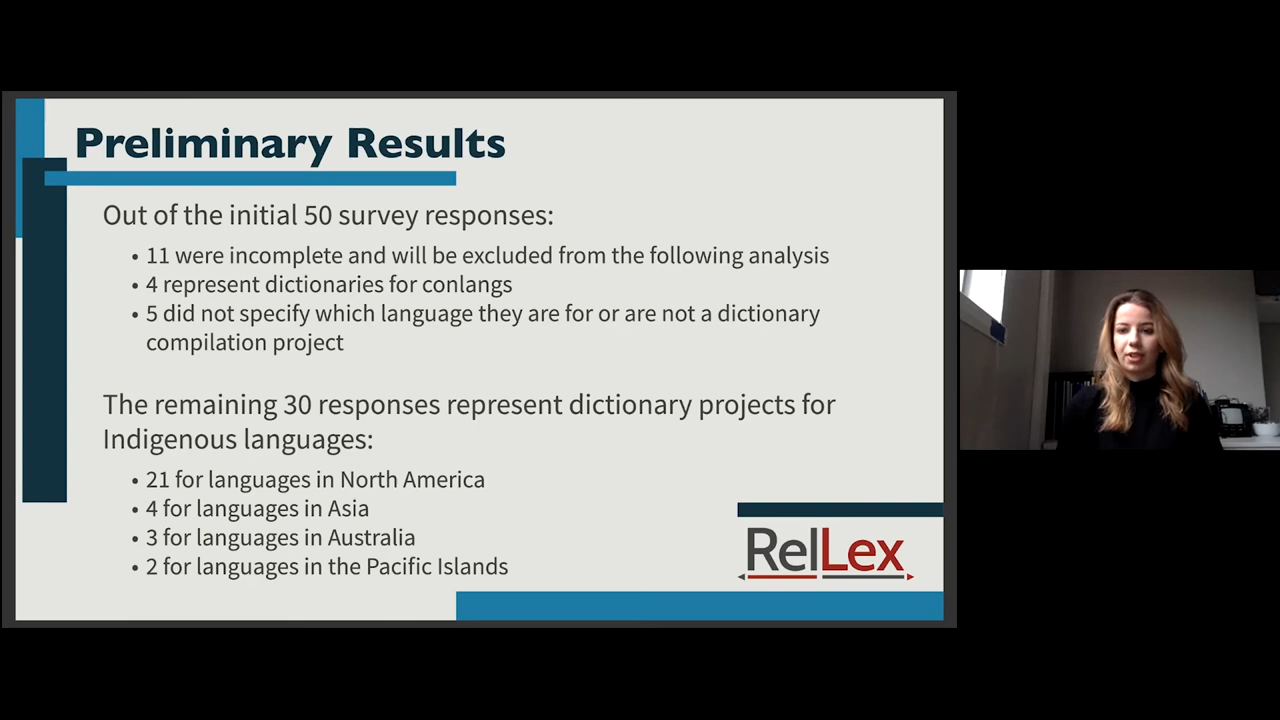 Preliminary Results
Out of the initial 50 survey responses:
• 11 were incomplete and will be excluded from the following analysis
• 4 represent dictionaries for conlangs
• 5 did not specify which language they are for or are not a dictionary
compilation project
The remaining 30 responses represent dictionary projects for
Indigenous languages:
• 21 for languages in North America
• 4 for languages in Asia
• 3 for languages in Australia
• 2 for languages in the Pacific Islands
RelLex